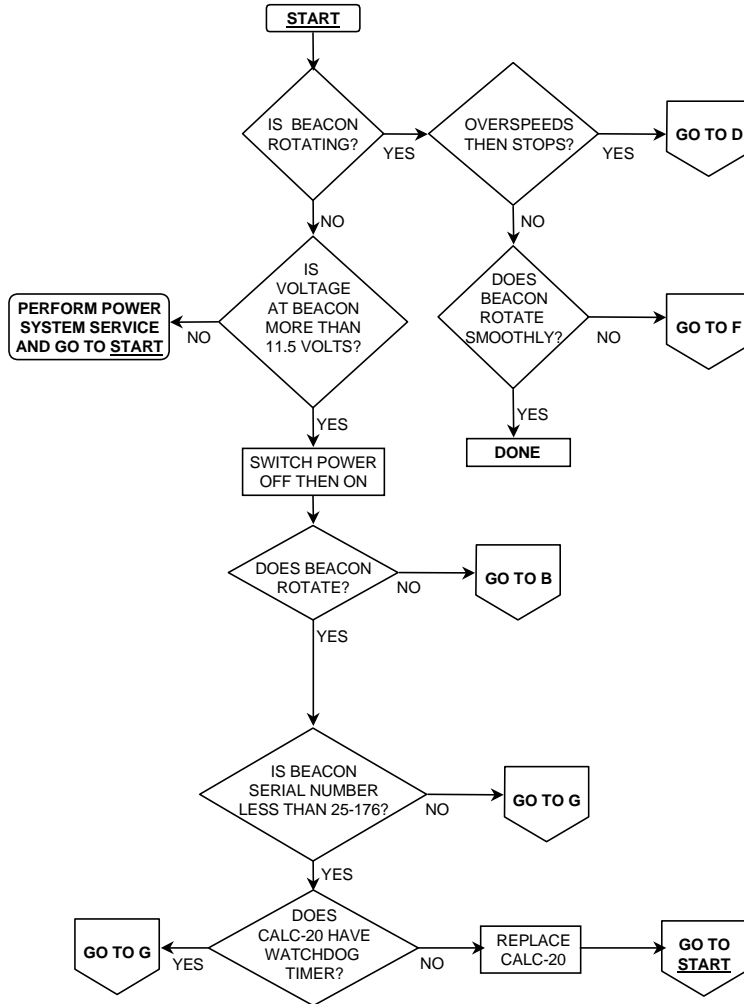 START
IS BEACON
ROTATING?
YES
OVERSPEEDS
THEN STOPS?
YES
GO TO D
NO
NO
IS
VOLTAGE
AT BEACON
MORE THAN
11.5 VOLTS?
NO
PERFORM POWER
SYSTEM SERVICE
AND GO TO START
DOES
BEACON
ROTATE
SMOOTHLY?
NO
GO TO F
YES
DONE
YES
SWITCH POWER
OFF THEN ON
DOES BEACON
ROTATE?
NO
GO TO B
YES
IS BEACON
SERIAL NUMBER
LESS THAN 25-176?
NO
GO TO G
YES
DOES
CALC-20 HAVE
WATCHDOG
TIMER?
YES
GO TO G
NO
REPLACE
CALC-20
GO TO
START